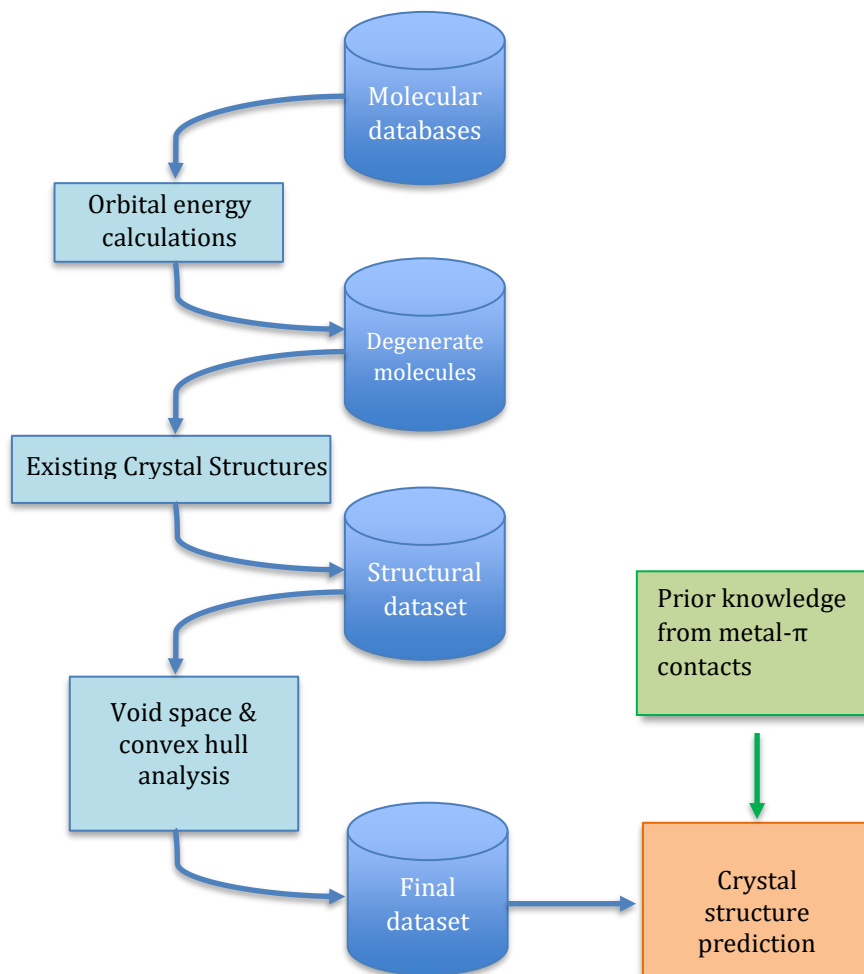 Molecular
databases
Orbital energy
calculations
Degenerate
molecules
Existing Crystal Structures
Structural
dataset
Prior knowledge
from metal-π
contacts
Void space &
convex hull
analysis
Final
dataset
Crystal
structure
prediction